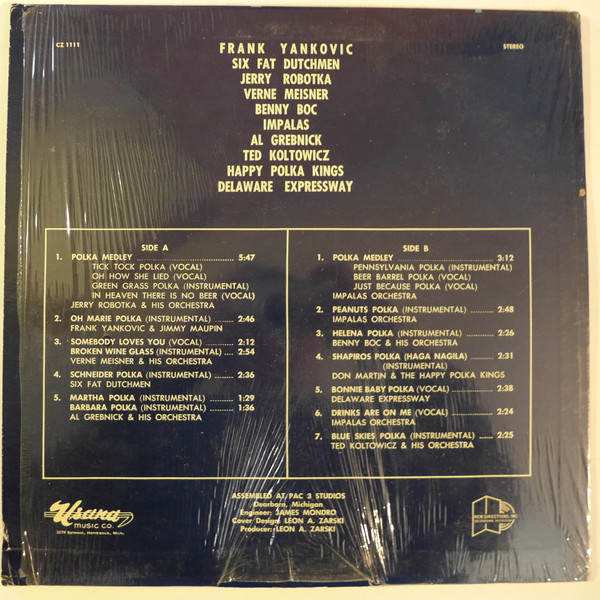 CZ 1111
STEREO
FRANK YANKOVIC
SIX FAT DUTCHMEN
JERRY ROBOTKA
VERNE MEISNER
BENNY BOC
IMPALAS
AL GREBNICK
TED KOLTOWICZ
HAPPY POLKA KINGS
DELAWARE EXPRESSWAY
SIDE A
1. POLKA MEDLEY 5:47
TICK TOCK POLKA (VOCAL)
OH HOW SHE LIED (VOCAL)
GREEN GRASS POLKA (INSTRUMENTAL)
IN HEAVEN THERE IS NO BEER (VOCAL)
JERRY ROBOTKA & HIS ORCHESTRA
2. OH MARIE POLKA (INSTRUMENTAL) 2:46
FRANK YANKOVIC & JIMMY MAUPIN
3. SOMEBODY LOVES YOU (VOCAL) 2:12
BROKEN WINE GLASS (INSTRUMENTAL) 2:54
VERNE MEISNER & HIS ORCHESTRA
4. SCHNEIDER POLKA (INSTRUMENTAL) 2:36
SIX FAT DUTCHMEN
5. MARTHA POLKA (INSTRUMENTAL) 1:29
BARBARA POLKA (INSTRUMENTAL) 1:36
AL GREBNICK & HIS ORCHESTRA
SIDE B
1. POLKA MEDLEY 3:12
PENNSYLVANIA POLKA (INSTRUMENTAL)
BEER BARREL POLKA (VOCAL)
JUST BECAUSE POLKA (VOCAL)
IMPALAS ORCHESTRA
2. PEANUTS POLKA (INSTRUMENTAL) 2:48
IMPALAS ORCHESTRA
3. HELENA POLKA (INSTRUMENTAL) 2:26
BENNY BOC & HIS ORCHESTRA
4. SHAPIROS POLKA (HAGA NAGILA) 2:31
(INSTRUMENTAL)
DON MARTIN & THE HAPPY POLKA KINGS
5. BONNIE BABY POLKA (VOCAL) 2:38
DELAWARE EXPRESSWAY
6. DRINKS ARE ON ME (VOCAL) 2:24
IMPALAS ORCHESTRA
7. BLUE SKIES POLKA (INSTRUMENTAL) 2:25
TED KOLTOWICZ & HIS ORCHESTRA
Usana
MUSIC CO.
Hamtramck, Mich.
ASSEMBLED AT PAC 3 STUDIOS
Dearborn, Michigan
Engineer: JAMES MONDRO
Cover Design: LEON A. ZARSKI
Producer: LEON A. ZARSKI
NEW DIRECTIONS, INC.